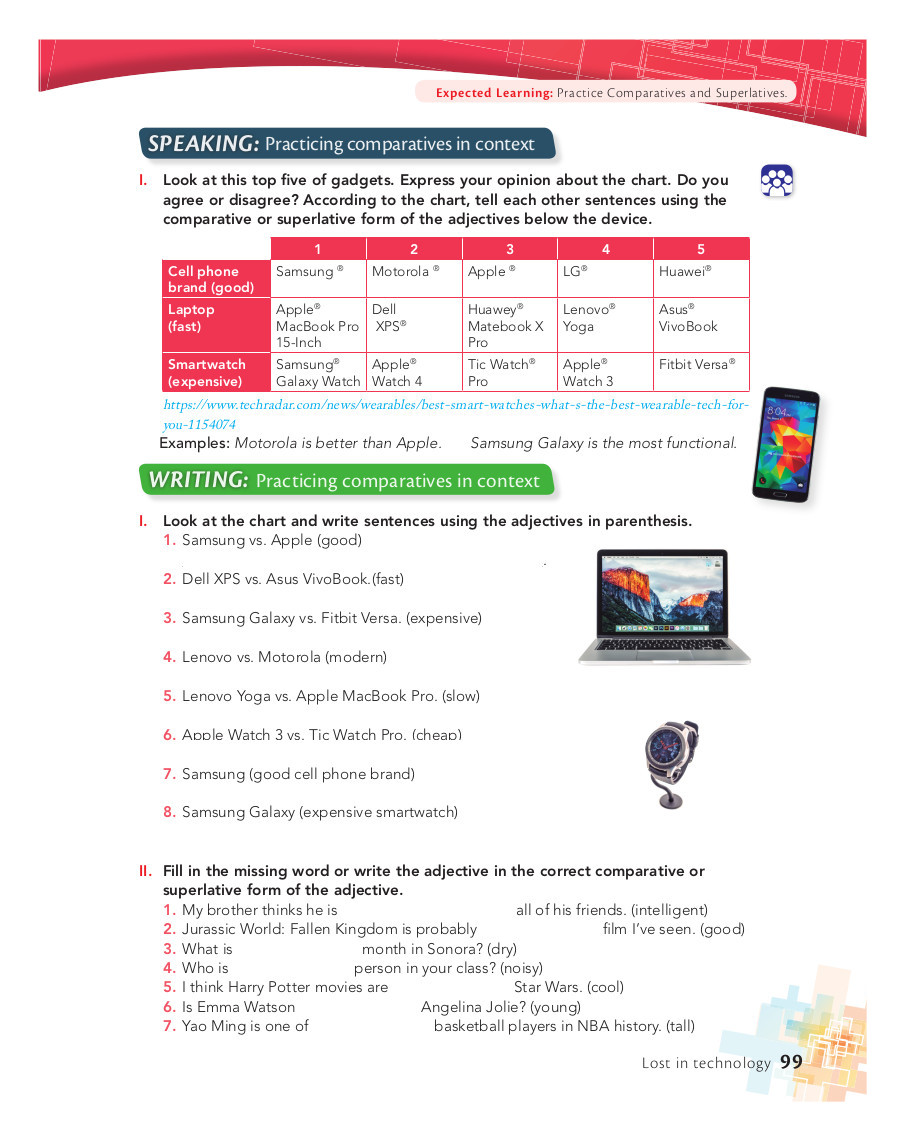 Expected Learning: Practice Comparatives and Superlatives.
SPEAKING: Practicing comparatives in context
I. Look at this top five of gadgets. Express your opinion about the chart. Do you
agree or disagree? According to the chart, tell each other sentences using the
comparative or superlative form of the adjectives below the device.
1 2 3 4 5
Cell phone brand (good) Samsung ® Motorola ® Apple ® LG® Huawei®
Laptop (fast) Apple® MacBook Pro 15-Inch Dell XPS® Huawey® Matebook X Pro Lenovo® Yoga Asus® VivoBook
Smartwatch (expensive) Samsung® Galaxy Watch Apple® Watch 4 Tic Watch® Pro Apple® Watch 3 Fitbit Versa®
https://www.techradar.com/news/wearables/best-smart-watches-what-s-the-best-wearable-tech-for-
you-1154074
Examples: Motorola is better than Apple. Samsung Galaxy is the most functional.
8:04
WRITING: Practicing comparatives in context
I. Look at the chart and write sentences using the adjectives in parenthesis.
1. Samsung vs. Apple (good)
.
2. Dell XPS vs. Asus VivoBook.(fast)
3. Samsung Galaxy vs. Fitbit Versa. (expensive)
4. Lenovo vs. Motorola (modern)
5. Lenovo Yoga vs. Apple MacBook Pro. (slow)
6. Apple Watch 3 vs. Tic Watch Pro. (cheap)
7. Samsung (good cell phone brand)
8. Samsung Galaxy (expensive smartwatch)
II. Fill in the missing word or write the adjective in the correct comparative or
superlative form of the adjective.
1. My brother thinks he is all of his friends. (intelligent)
2. Jurassic World: Fallen Kingdom is probably film I've seen. (good)
3. What is month in Sonora? (dry)
4. Who is person in your class? (noisy)
5. I think Harry Potter movies are Star Wars. (cool)
6. Is Emma Watson Angelina Jolie? (young)
7. Yao Ming is one of basketball players in NBA history. (tall)
Lost in technology 99